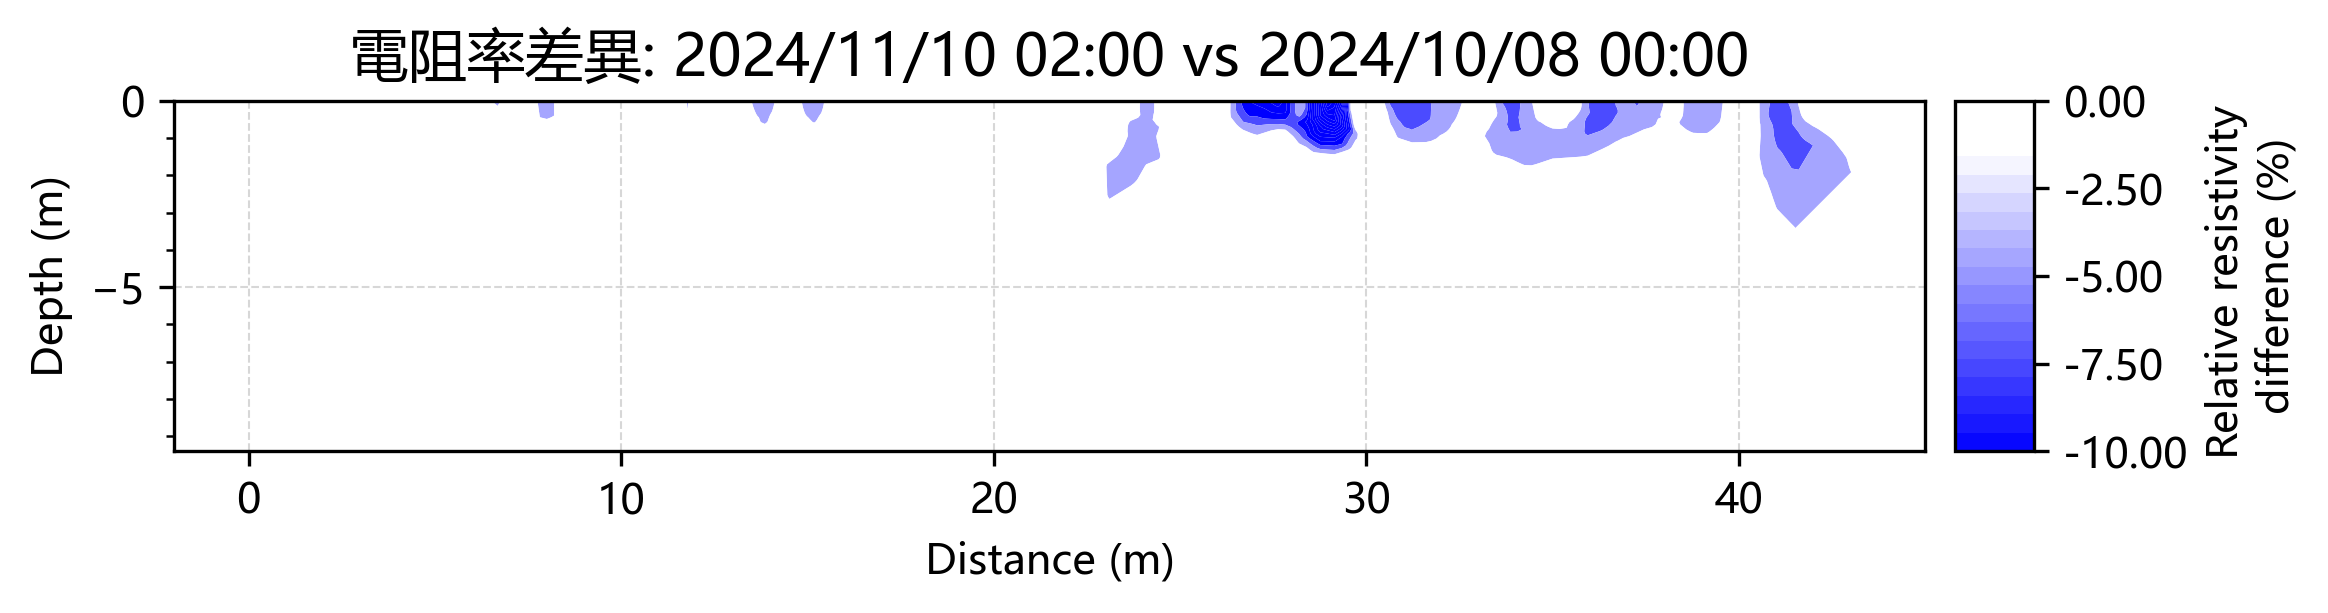 電阻率差異: 2024/11/10 02:00 vs 2024/10/08 00:00
0
−5
Depth (m)
0
10
20
30
40
Distance (m)
0.00
-2.50
-5.00
-7.50
-10.00
Relative resistivity
difference (%)